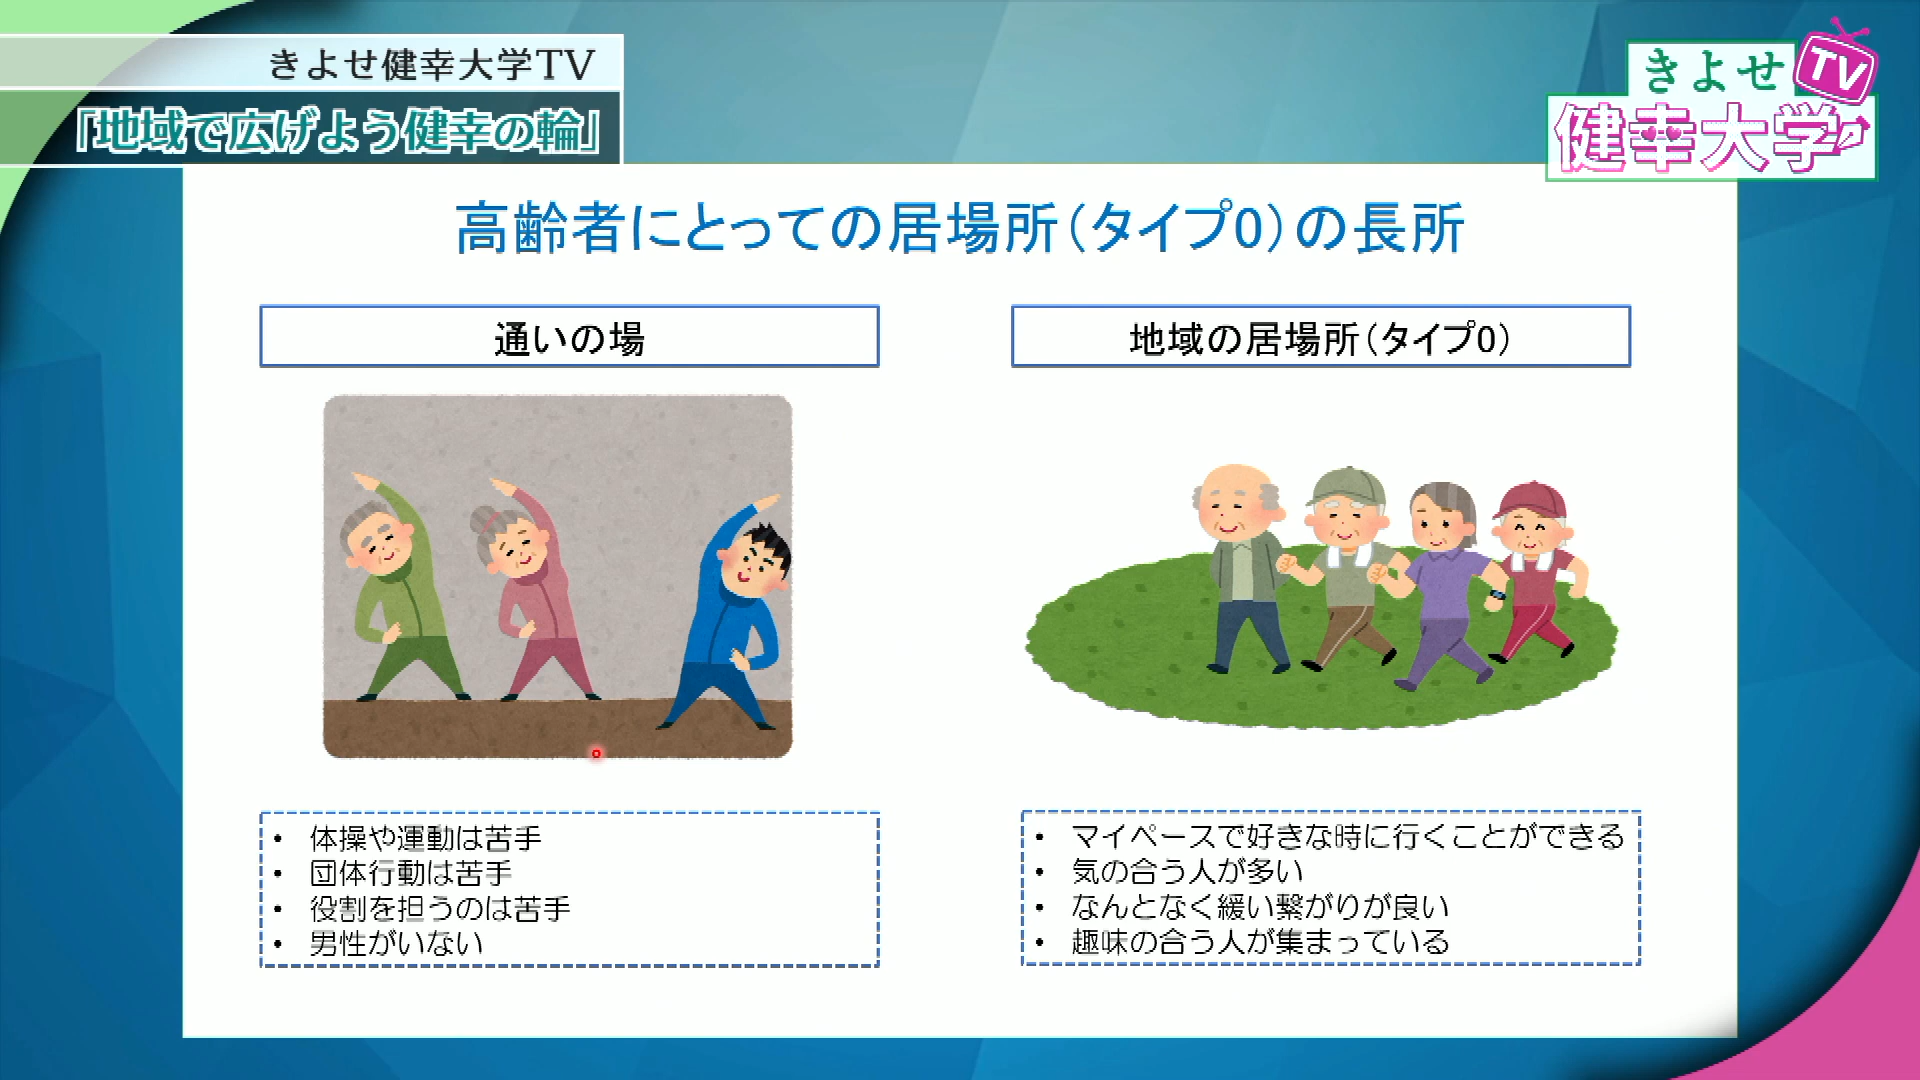 きよせ健幸大学TV
「地域で広げよう健幸の輪」
きよせ
TV
健幸大学
高齢者にとっての居場所（タイプ0）の長所
通いの場
地域の居場所（タイプ0）
• 体操や運動は苦手
• 団体行動は苦手
• 役割を担うのは苦手
• 男性がいない
• マイペースで好きな時に行くことができる
• 気の合う人が多い
• なんとなく緩い繋がりが良い
• 趣味の合う人が集まっている